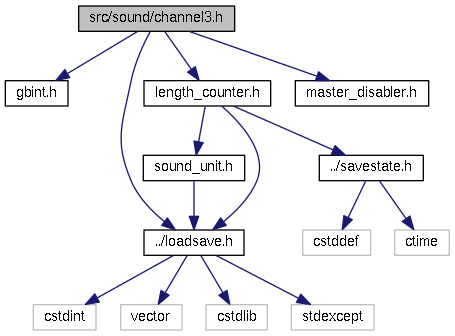 src/sound/channel3.h
gbint.h
length_counter.h
master_disabler.h
sound_unit.h
../savestate.h
../loadsave.h
cstddef
ctime
cstdint
vector
cstdlib
stdexcept